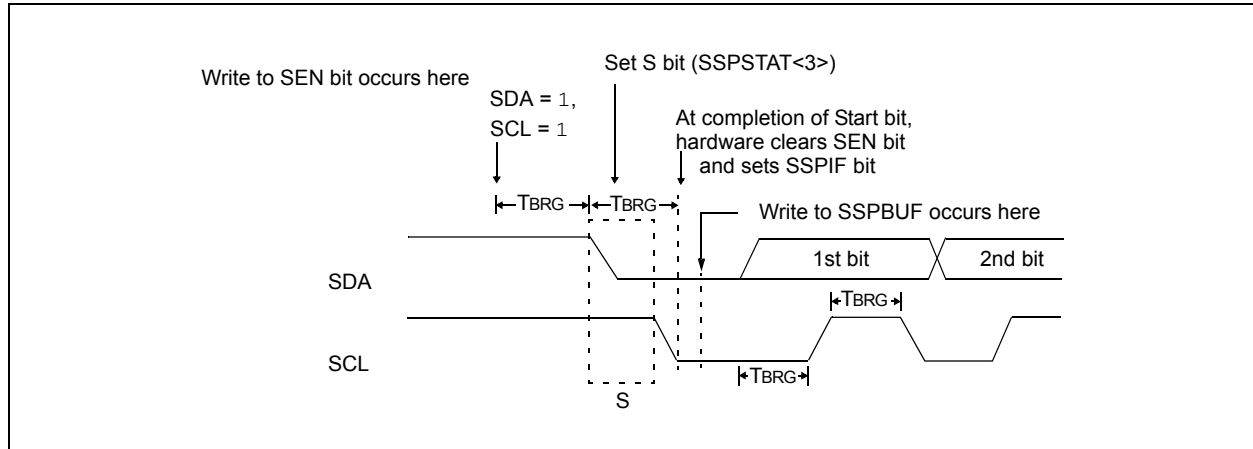 Write to SEN bit occurs here
Set S bit (SSPSTAT<3>)
SDA = 1,
SCL = 1
At completion of Start bit,
hardware clears SEN bit
and sets SSPIF bit
TBRG
TBRG
Write to SSPBUF occurs here
SDA
1st bit
2nd bit
TBRG
SCL
TBRG
S